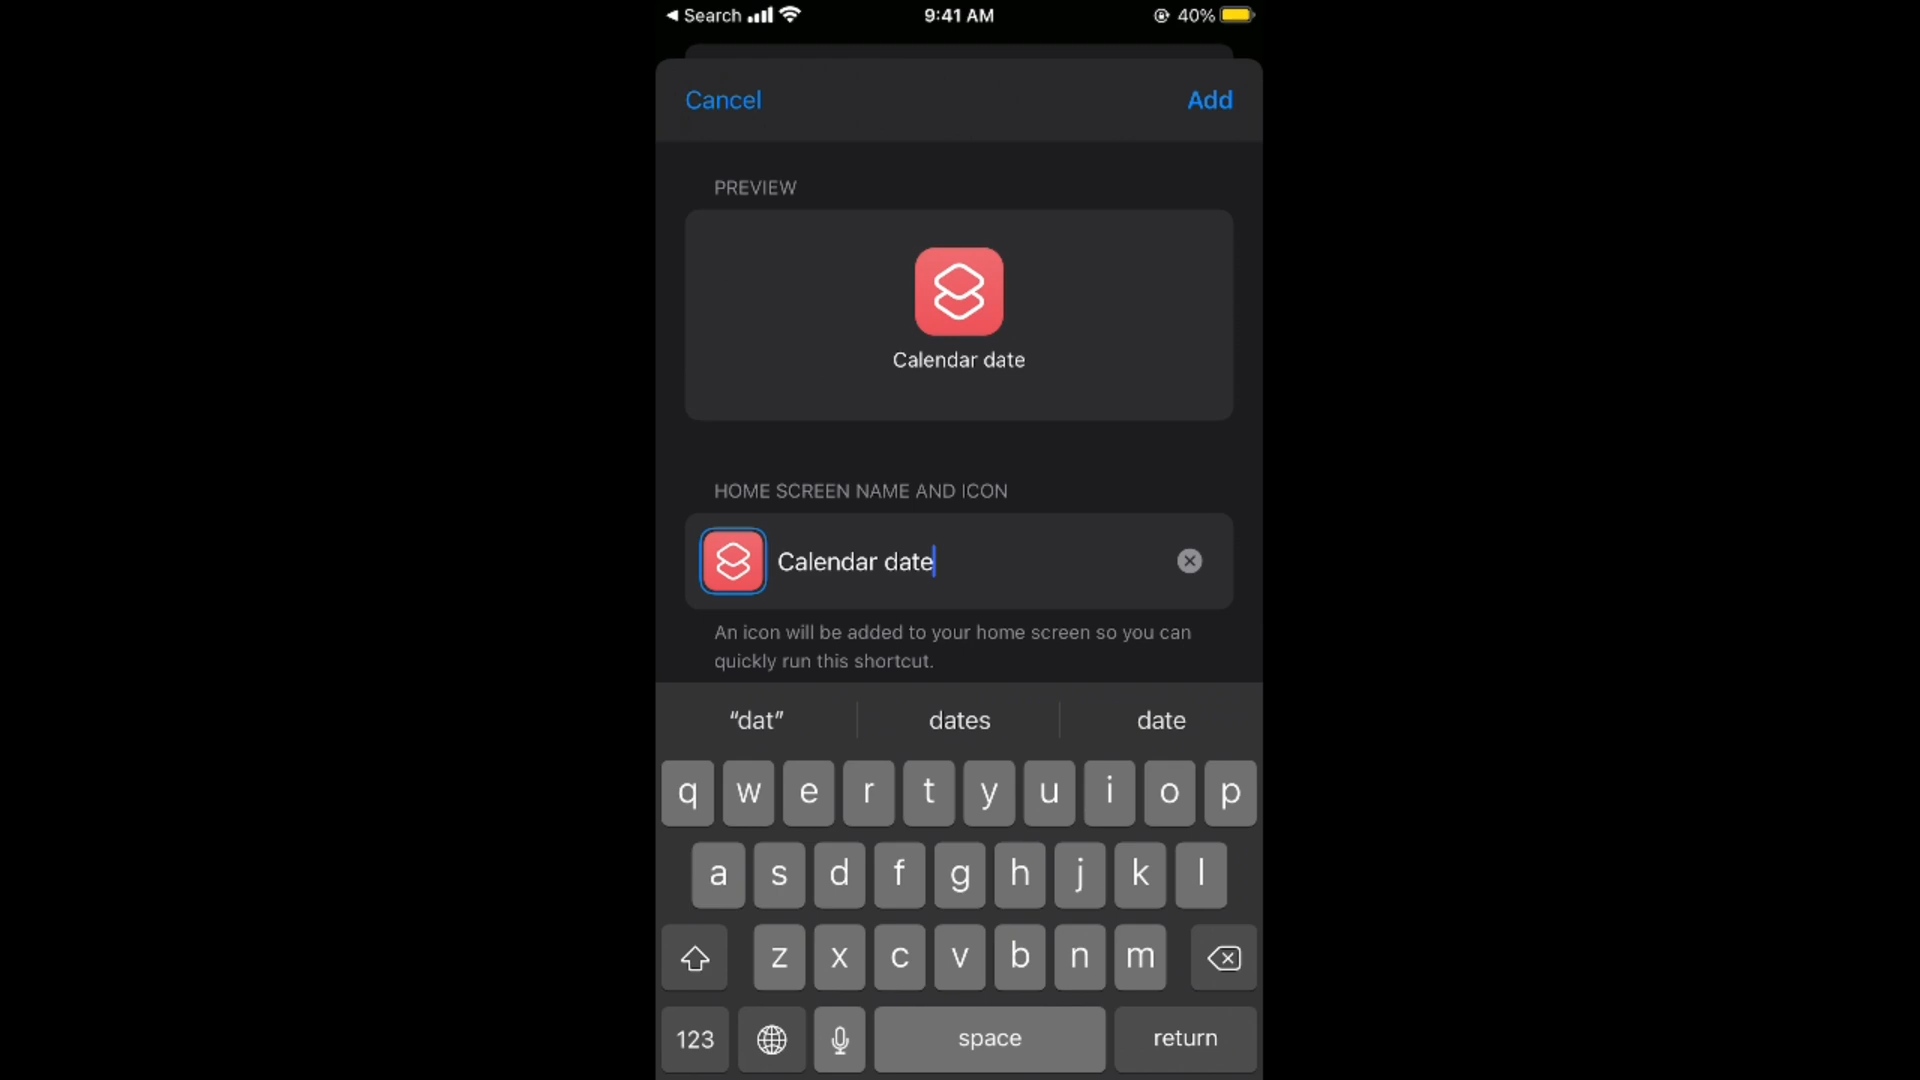 Search 9:41 AM 40%
Cancel Add
PREVIEW
Calendar date
HOME SCREEN NAME AND ICON
Calendar date
An icon will be added to your home screen so you can
quickly run this shortcut.
“dat” dates date
q w e r t y u i o p
a s d f g h j k l
z x c v b n m
123 space return